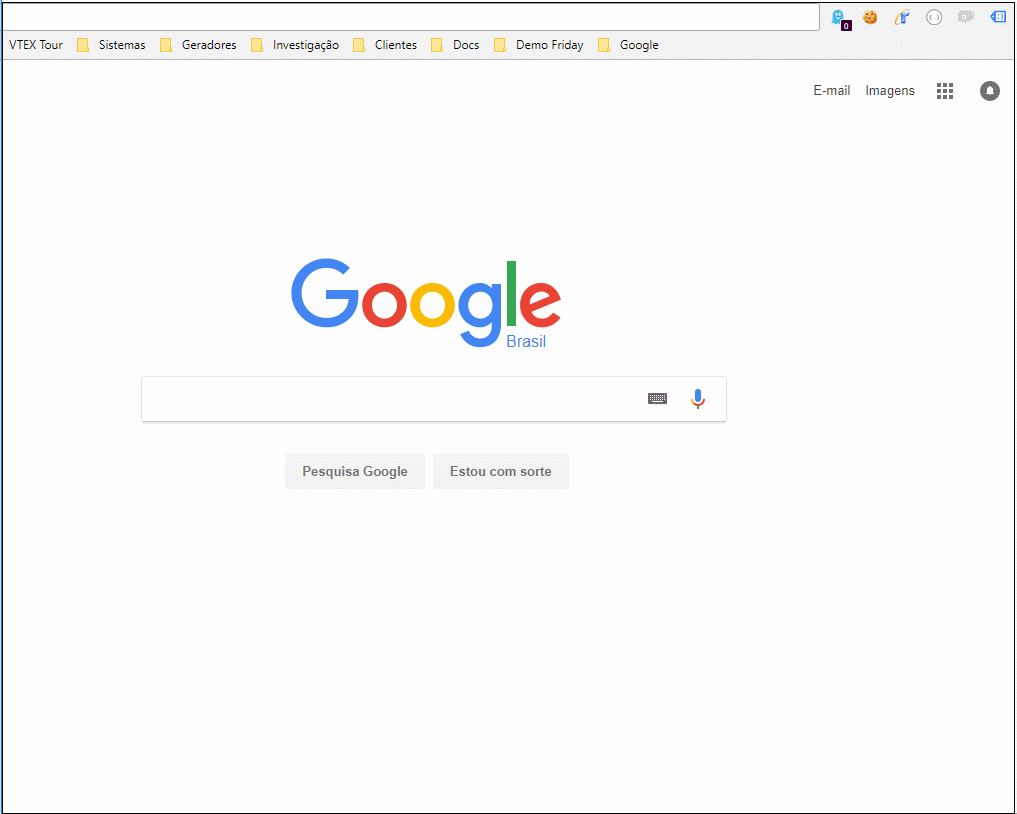 0
VTEX Tour Sistemas Geradores Investigação Clientes Docs Demo Friday Google
E-mail Imagens
Google
Brasil
Pesquisa Google Estou com sorte